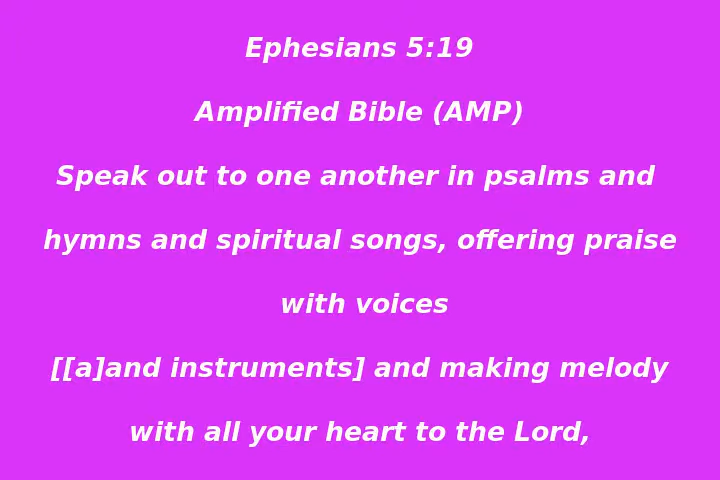 Ephesians 5:19
Amplified Bible (AMP)
Speak out to one another in psalms and
hymns and spiritual songs, offering praise
with voices
[[a]and instruments] and making melody
with all your heart to the Lord,